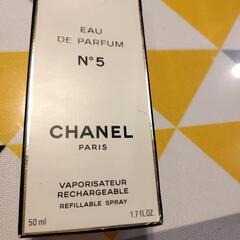 EAU
DE PARFUM
N°5
CHANEL
PARIS
VAPORISATEUR
RECHARGEABLE
REFILLABLE SPRAY
50 ml 1.7 FL.OZ.